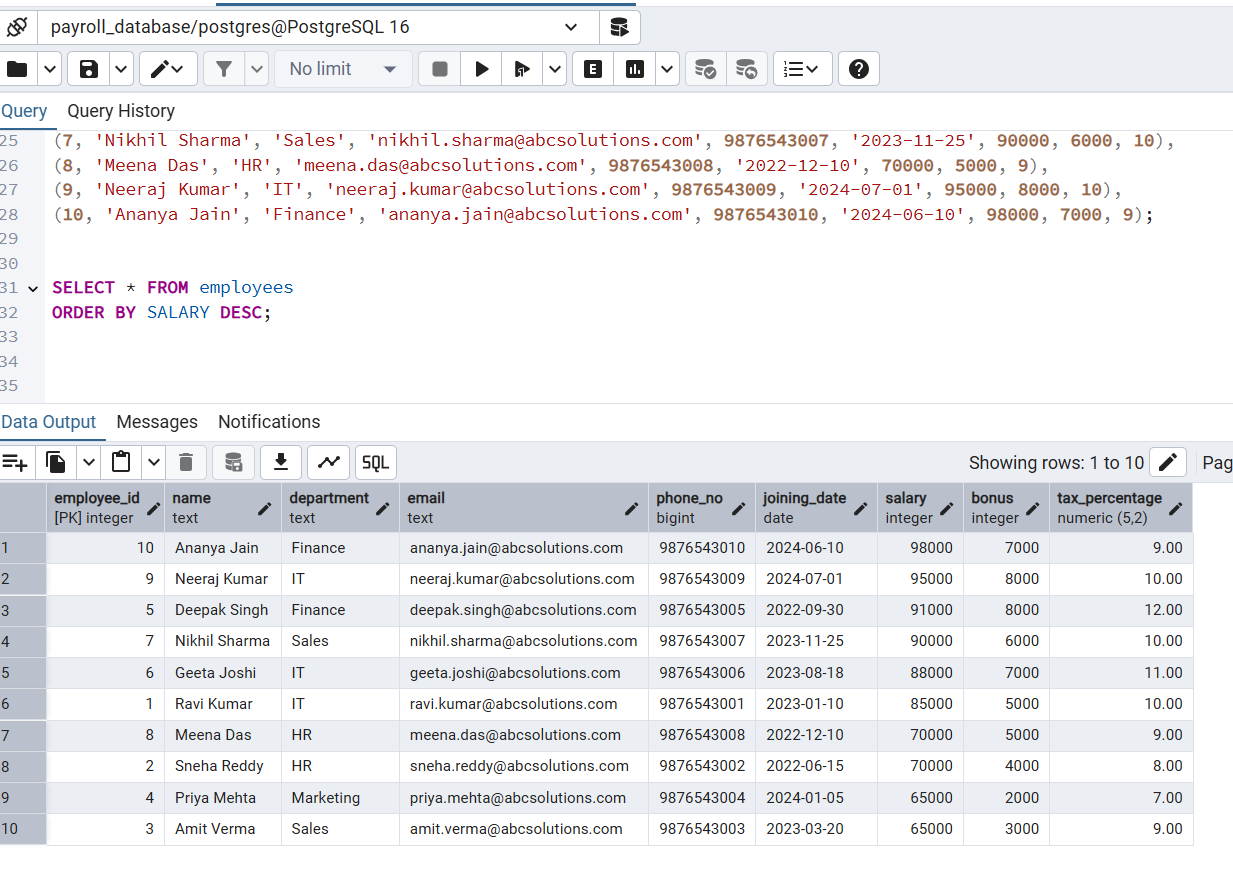 payroll_database/postgres@PostgreSQL 16
No limit
E
Query Query History
25 (7, 'Nikhil Sharma', 'Sales', 'nikhil.sharma@abcsolutions.com', 9876543007, '2023-11-25', 90000, 6000, 10),
26 (8, 'Meena Das', 'HR', 'meena.das@abcsolutions.com', 9876543008, '2022-12-10', 70000, 5000, 9),
27 (9, 'Neeraj Kumar', 'IT', 'neeraj.kumar@abcsolutions.com', 9876543009, '2024-07-01', 95000, 8000, 10),
28 (10, 'Ananya Jain', 'Finance', 'ananya.jain@abcsolutions.com', 9876543010, '2024-06-10', 98000, 7000, 9);
29
30
31 SELECT * FROM employees
32 ORDER BY SALARY DESC;
33
34
35
Data Output Messages Notifications
SQL Showing rows: 1 to 10 Pag
employee_id name department email phone_no joining_date salary bonus tax_percentage
[PK] integer text text text bigint date integer integer numeric (5,2)
1 10 Ananya Jain Finance ananya.jain@abcsolutions.com 9876543010 2024-06-10 98000 7000 9.00
2 9 Neeraj Kumar IT neeraj.kumar@abcsolutions.com 9876543009 2024-07-01 95000 8000 10.00
3 5 Deepak Singh Finance deepak.singh@abcsolutions.com 9876543005 2022-09-30 91000 8000 12.00
4 7 Nikhil Sharma Sales nikhil.sharma@abcsolutions.com 9876543007 2023-11-25 90000 6000 10.00
5 6 Geeta Joshi IT geeta.joshi@abcsolutions.com 9876543006 2023-08-18 88000 7000 11.00
6 1 Ravi Kumar IT ravi.kumar@abcsolutions.com 9876543001 2023-01-10 85000 5000 10.00
7 8 Meena Das HR meena.das@abcsolutions.com 9876543008 2022-12-10 70000 5000 9.00
8 2 Sneha Reddy HR sneha.reddy@abcsolutions.com 9876543002 2022-06-15 70000 4000 8.00
9 4 Priya Mehta Marketing priya.mehta@abcsolutions.com 9876543004 2024-01-05 65000 2000 7.00
10 3 Amit Verma Sales amit.verma@abcsolutions.com 9876543003 2023-03-20 65000 3000 9.00